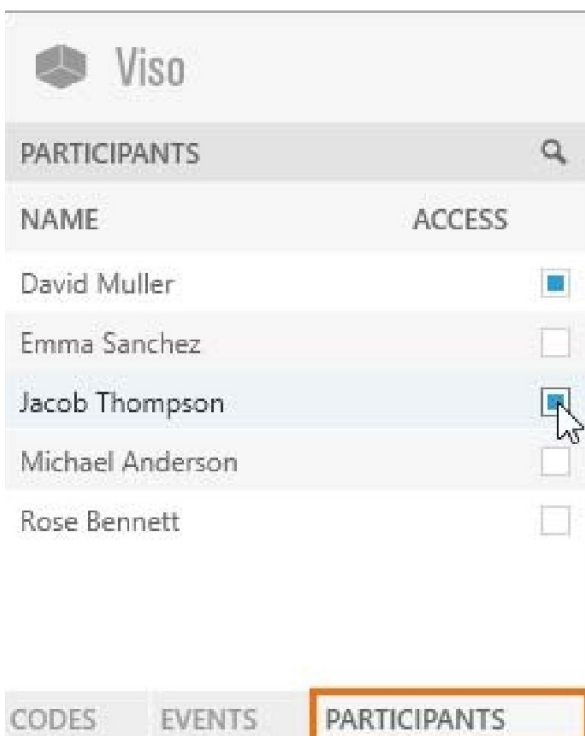 Viso
PARTICIPANTS
NAME ACCESS
David Muller
Emma Sanchez
Jacob Thompson
Michael Anderson
Rose Bennett
CODES EVENTS PARTICIPANTS